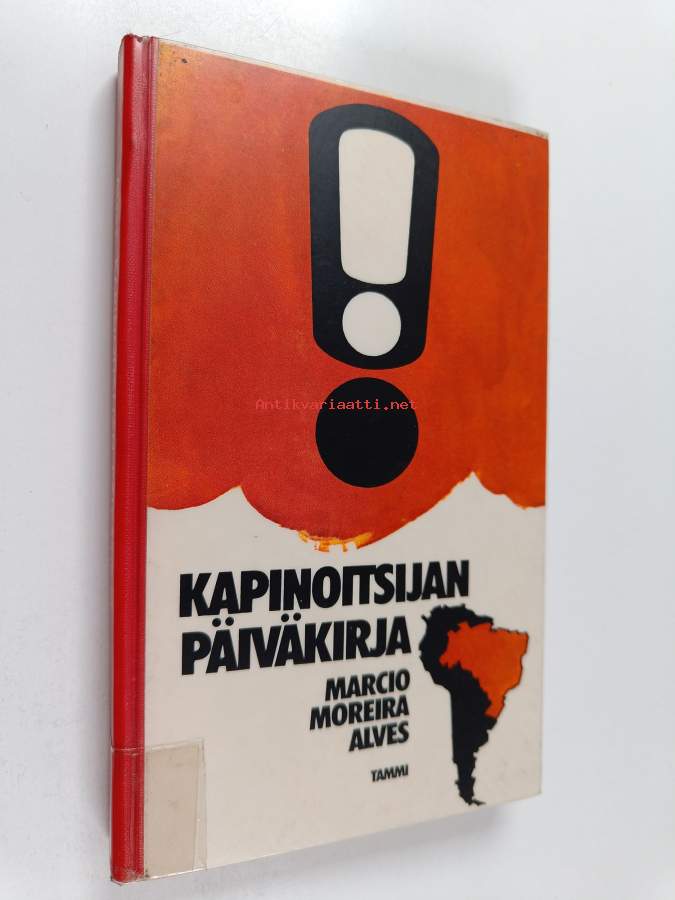 Antikvariaatti.net
KAPINOITSIJAN
PÄIVÄKIRJA
MARCIO
MOREIRA
ALVES
TAMMI